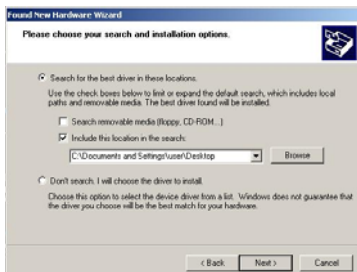 Found New Hardware Wizard
Please choose your search and installation options.
Search for the best driver in these locations.
Use the check boxes below to limit or expand the default search, which includes local
paths and removable media. The best driver found will be installed.
Search removable media (floppy, CD-ROM...)
Include this location in the search:
C:\Documents and Settings\user\Desktop
Browse
Don't search. I will choose the driver to install.
Choose this option to select the device driver from a list. Windows does not guarantee that
the driver you choose will be the best match for your hardware.
< Back Next > Cancel